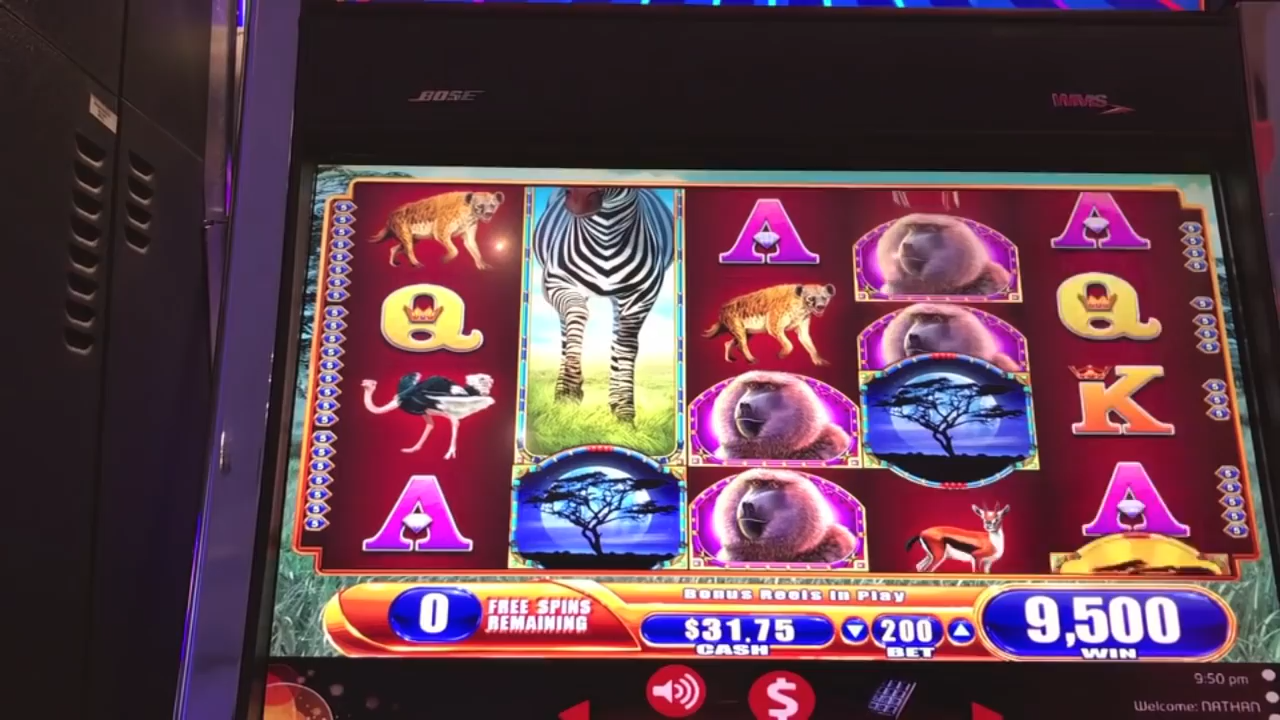 BOSE
WMS
A
A
Q
Q
K
A
A
Bonus Reels In Play
0
FREE SPINS
REMAINING
$31.75
CASH
200
BET
9,500
WIN
$
9:50 pm
Welcome: NATHAN